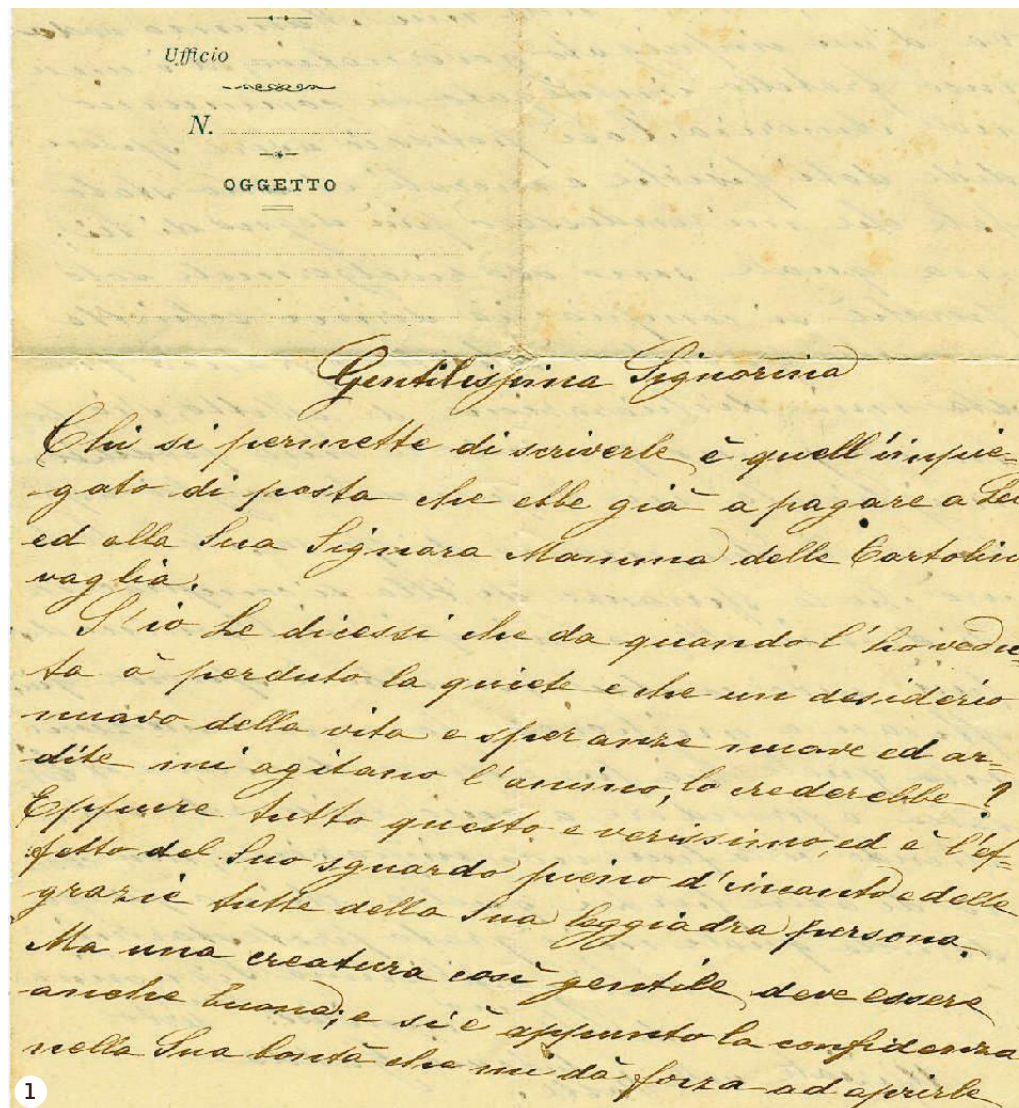 Ufficio
N.
OGGETTO
Gentilissima Signorina
Chi si permette di scriverle è quell'impie-
gato di posta che ebbe già a pagare a Lei
ed alla Sua Signora Mamma delle Cartolin
vaglia.
S'io Le dicessi che da quando l'ho vedu-
ta ò perduto la quiete e che un desiderio
nuovo della vita e speranze nuove ed ar-
dite mi agitano l'animo, lo crederebbe?
Eppure tutto questo è verissimo, ed è l'ef-
fetto del Suo sguardo pieno d'incanto e delle
grazie tutte della Sua leggiadra persona.
Ma una creatura così gentile, deve essere
anche buona; e si è appunto la confidenza
nella Sua bontà che mi dà forza ad aprirle
1